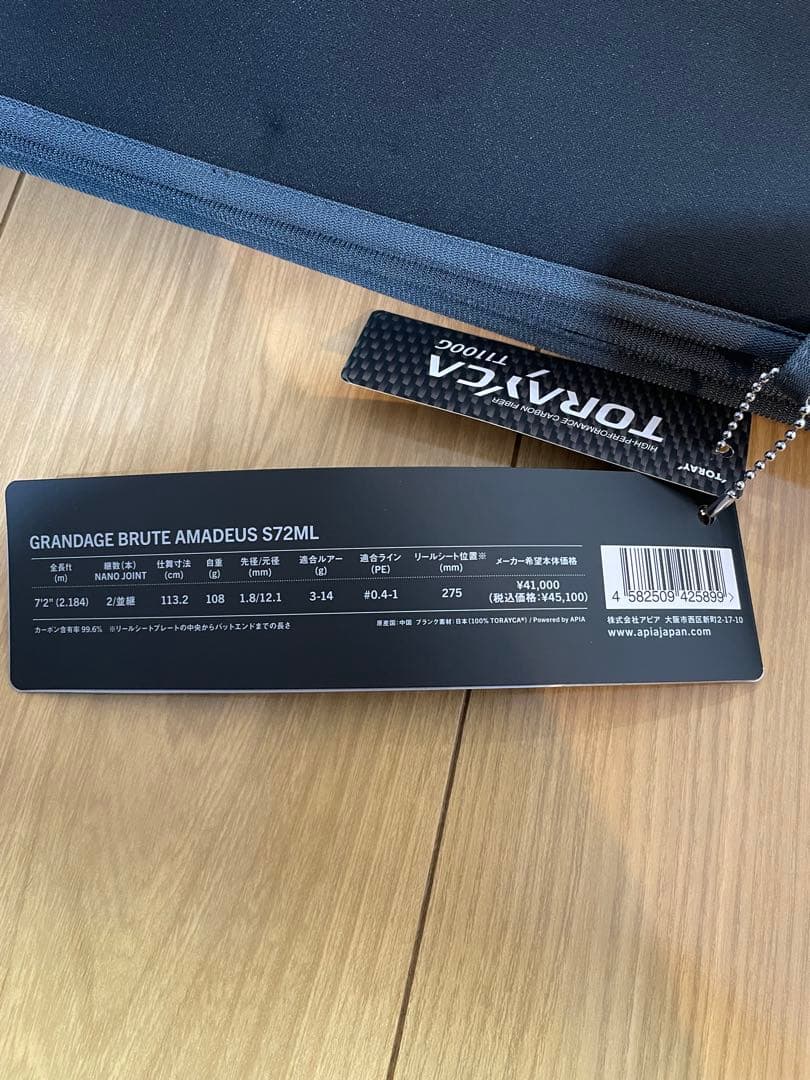 TORAYCA
T1100G
HIGH-PERFORMANCE CARBON FIBER
'TORAY'
GRANDAGE BRUTE AMADEUS S72ML
全長ft (m) 継数(本) NANO JOINT 仕舞寸法 (cm) 自重 (g) 先径/元径 (mm) 適合ルアー (g) 適合ライン (PE) リールシート位置※ (mm) メーカー希望本体価格
7'2" (2.184) 2/並継 113.2 108 1.8/12.1 3-14 #0.4-1 275 ¥41,000 (税込価格:¥45,100)
カーボン含有率 99.6% ※リールシートプレートの中央からバットエンドまでの長さ
原産国:中国 ブランク素材:日本(100% TORAYCA®) / Powered by APIA
4 582509 425899 >
株式会社アピア 大阪市西区新町2-17-10
www.apiajapan.com